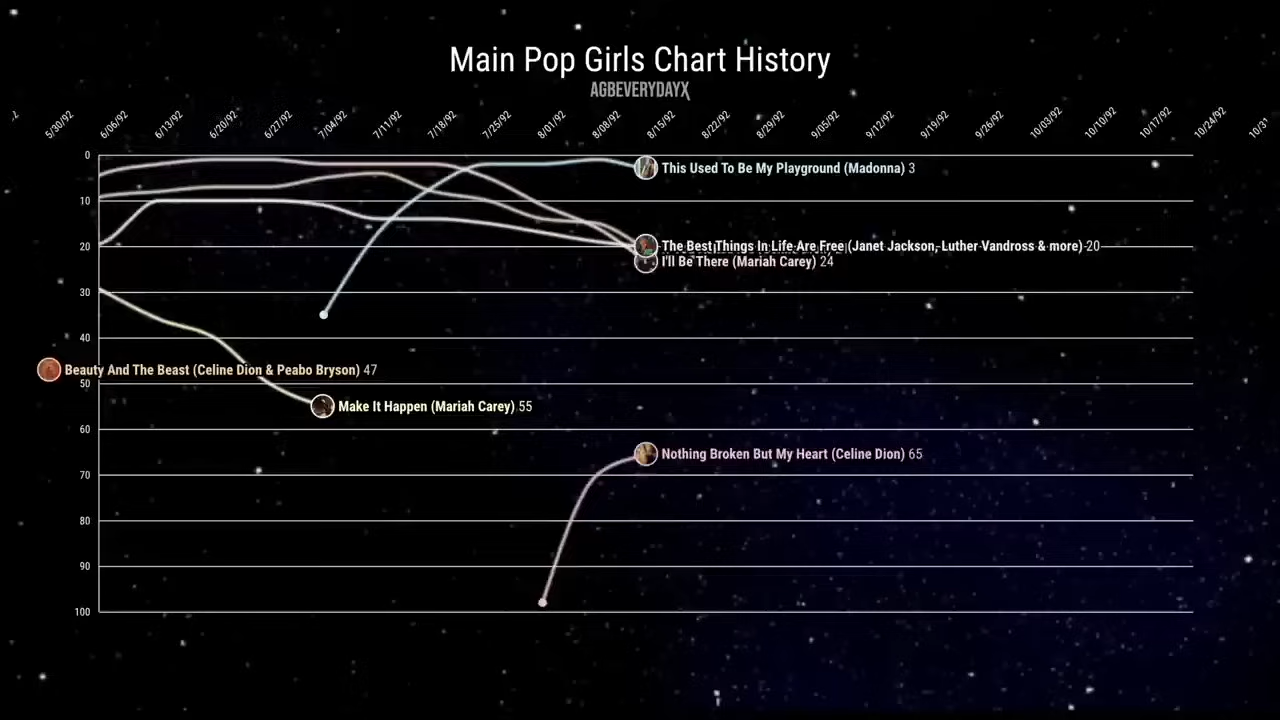 Main Pop Girls Chart History
AGBEVERYDAYX
5/30/92 6/06/92 6/13/92 6/20/92 6/27/92 7/04/92 7/11/92 7/18/92 7/25/92 8/01/92 8/08/92 8/15/92 8/22/92 8/29/92 9/05/92 9/12/92 9/19/92 9/26/92 10/03/92 10/10/92 10/17/92 10/24/92 10/31
0
This Used To Be My Playground (Madonna) 3
10
20
The Best Things In Life Are Free (Janet Jackson, Luther Vandross & more) 20
I'll Be There (Mariah Carey) 24
30
40
Beauty And The Beast (Celine Dion & Peabo Bryson) 47
50
Make It Happen (Mariah Carey) 55
60
Nothing Broken But My Heart (Celine Dion) 65
70
80
90
100